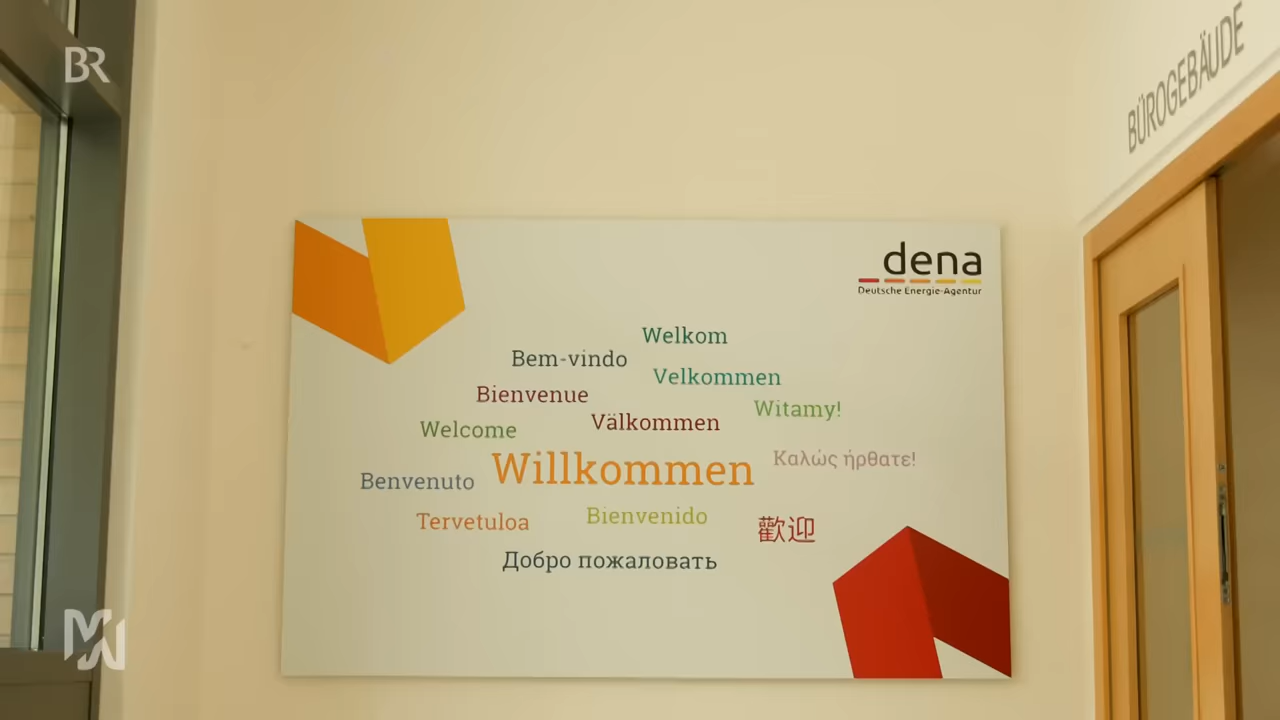 BR
BÜROGEBÄUDE
dena
Deutsche Energie-Agentur
Welkom
Bem-vindo
Velkommen
Bienvenue
Witamy!
Välkommen
Welcome
Καλώς ήρθατε!
Willkommen
Benvenuto
Tervetuloa
Bienvenido
歡迎
Добро пожаловать